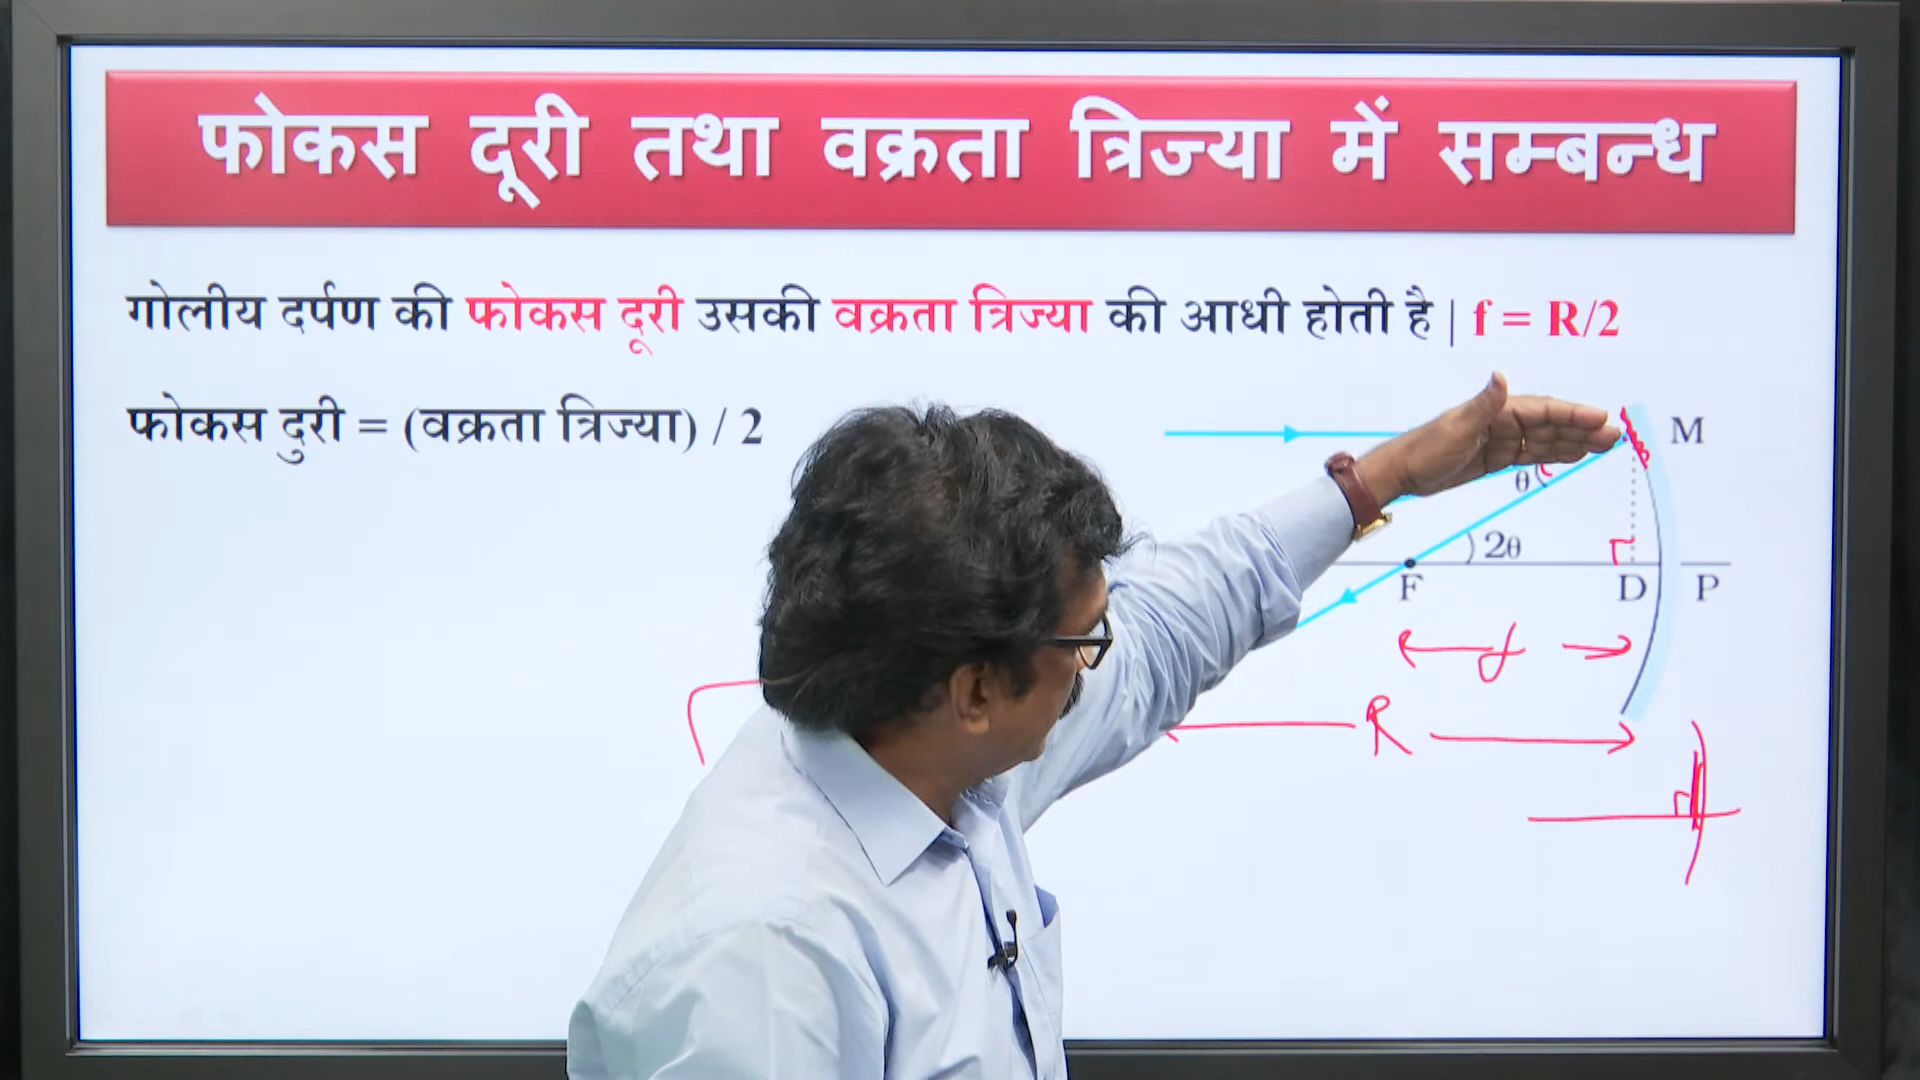 फोकस दूरी तथा वक्रता त्रिज्या में सम्बन्ध
गोलीय दर्पण की फोकस दूरी उसकी वक्रता त्रिज्या की आधी होती है | f = R/2
फोकस दुरी = (वक्रता त्रिज्या) / 2
M
θ
2θ
F D P
f
R